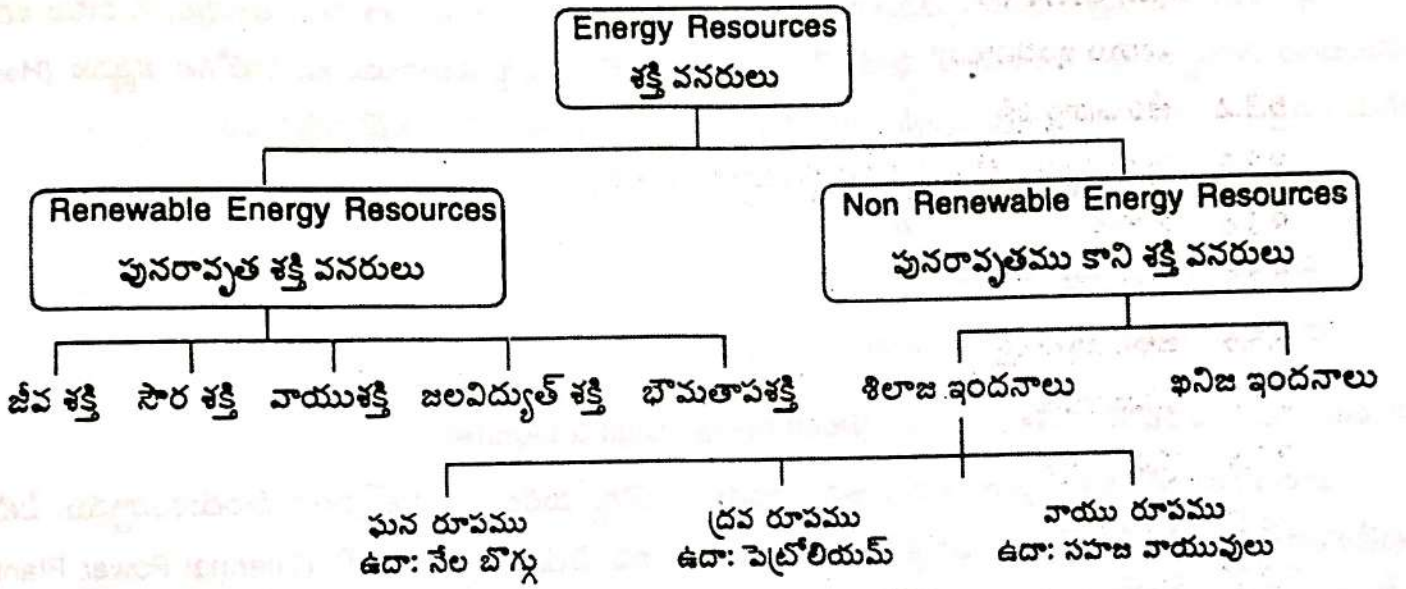 Energy Resources
శక్తి వనరులు
Renewable Energy Resources
పునరావృత శక్తి వనరులు
Non Renewable Energy Resources
పునరావృతము కాని శక్తి వనరులు
జీవ శక్తి సౌర శక్తి వాయుశక్తి జలవిద్యుత్ శక్తి భౌమతాపశక్తి శిలాజ ఇందనాలు ఖనిజ ఇందనాలు
ఘన రూపము ద్రవ రూపము వాయు రూపము
ఉదా: నేల బొగ్గు ఉదా: పెట్రోలియమ్ ఉదా: సహజ వాయువులు